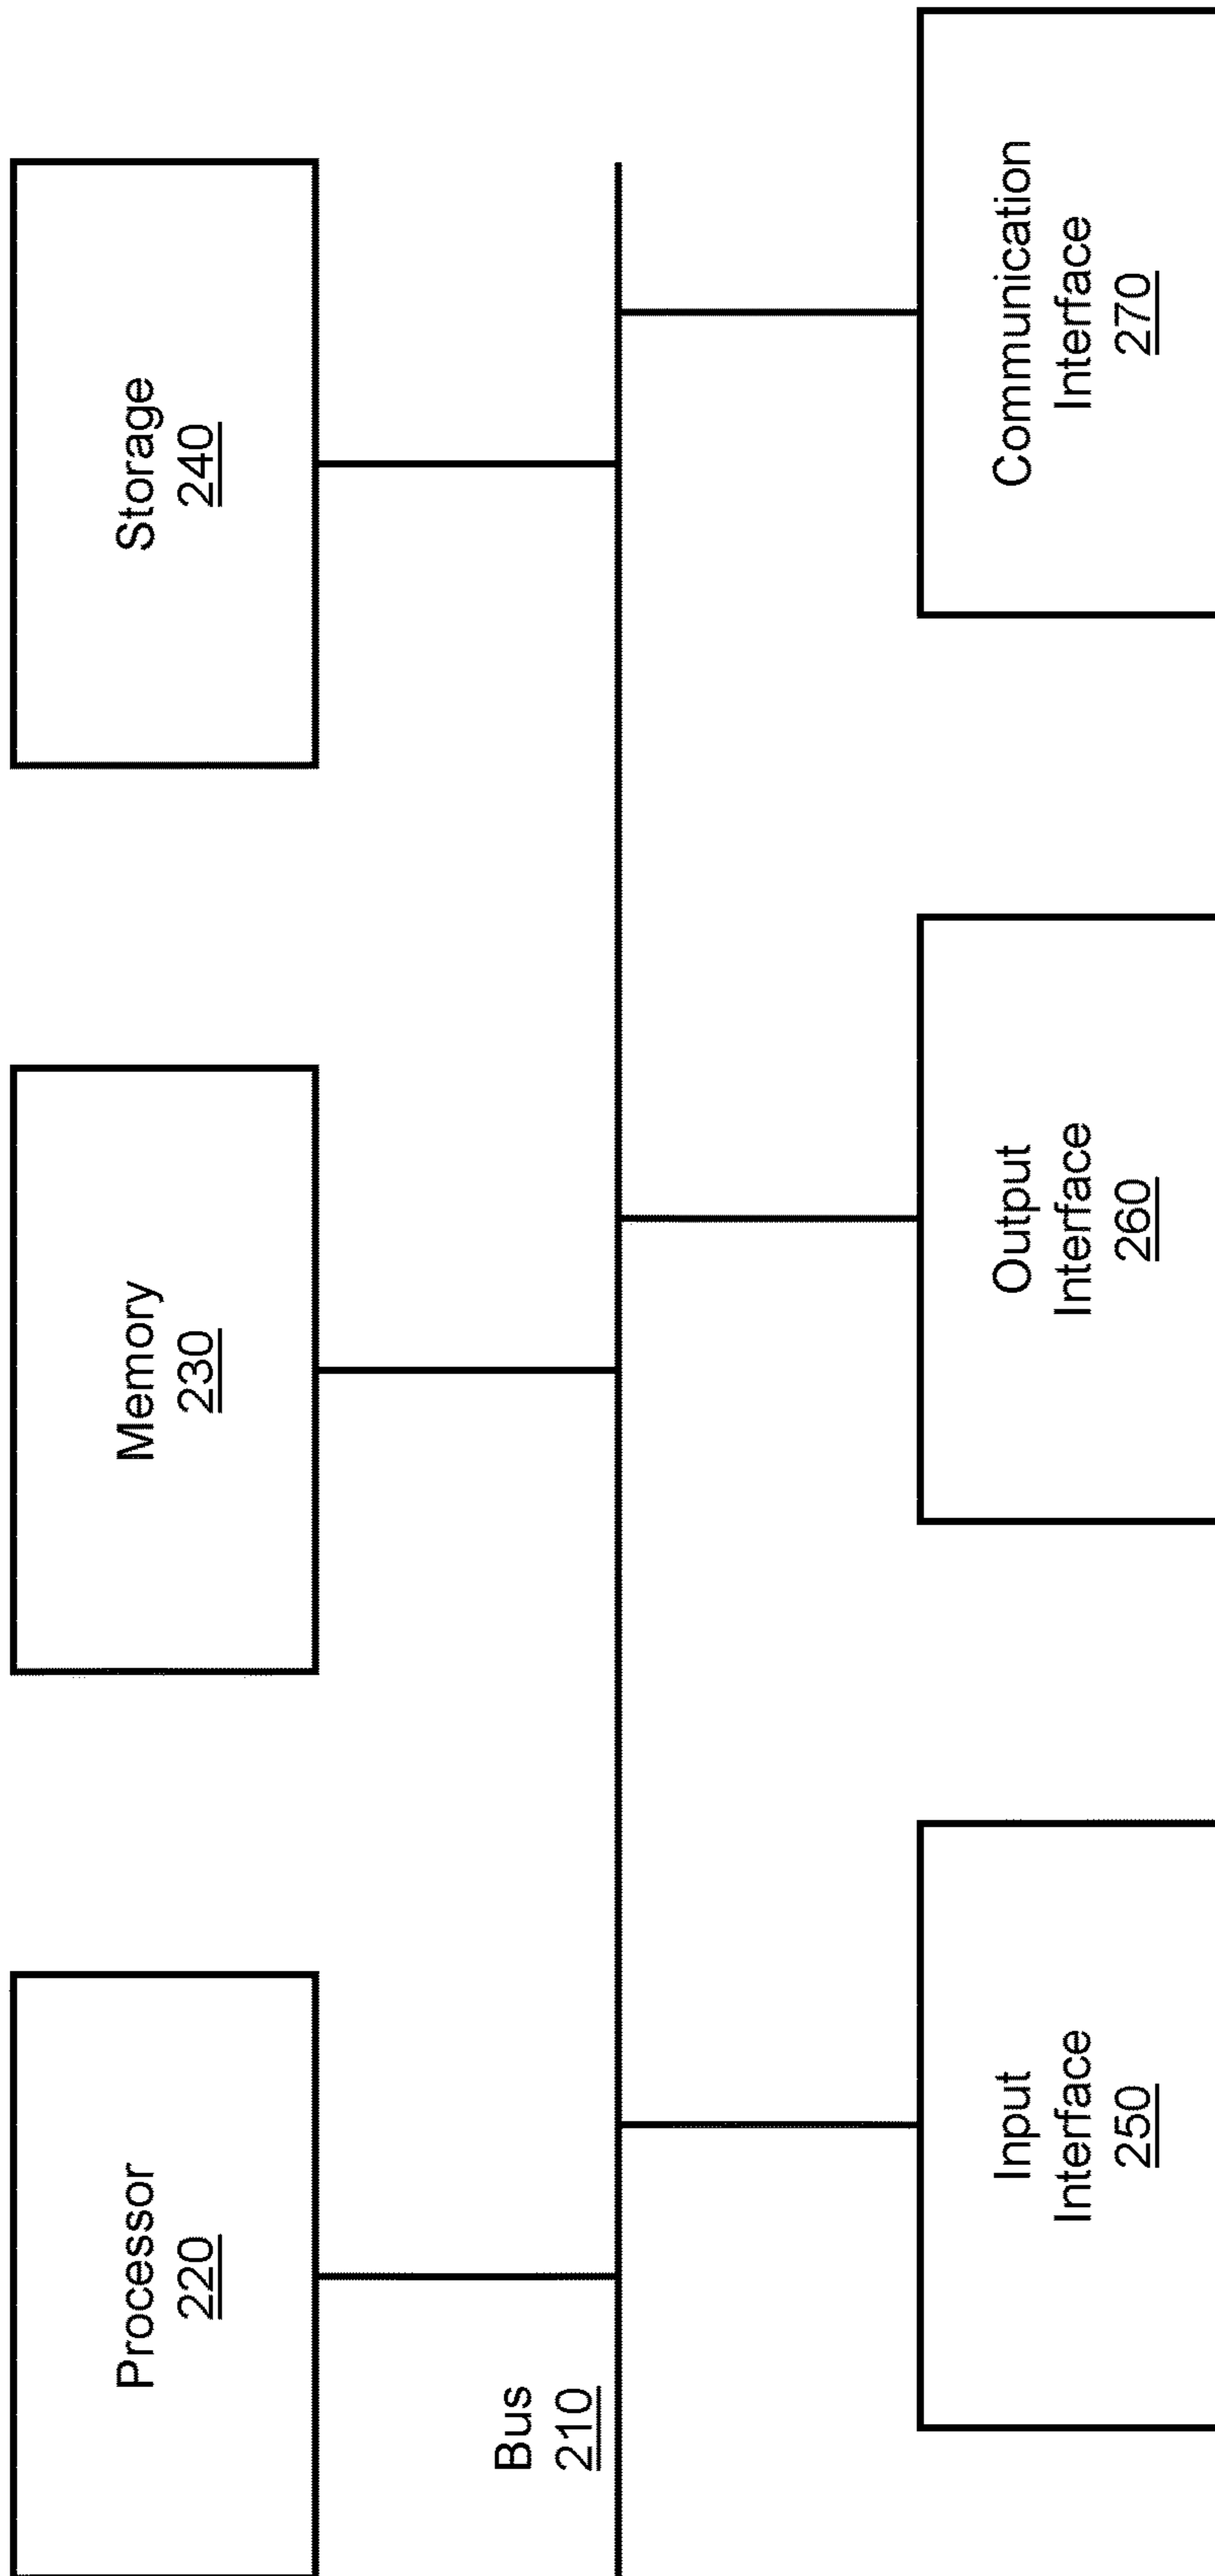 Processor
220
Memory
230
Storage
240
Bus
210
Input
Interface
250
Output
Interface
260
Communication
Interface
270